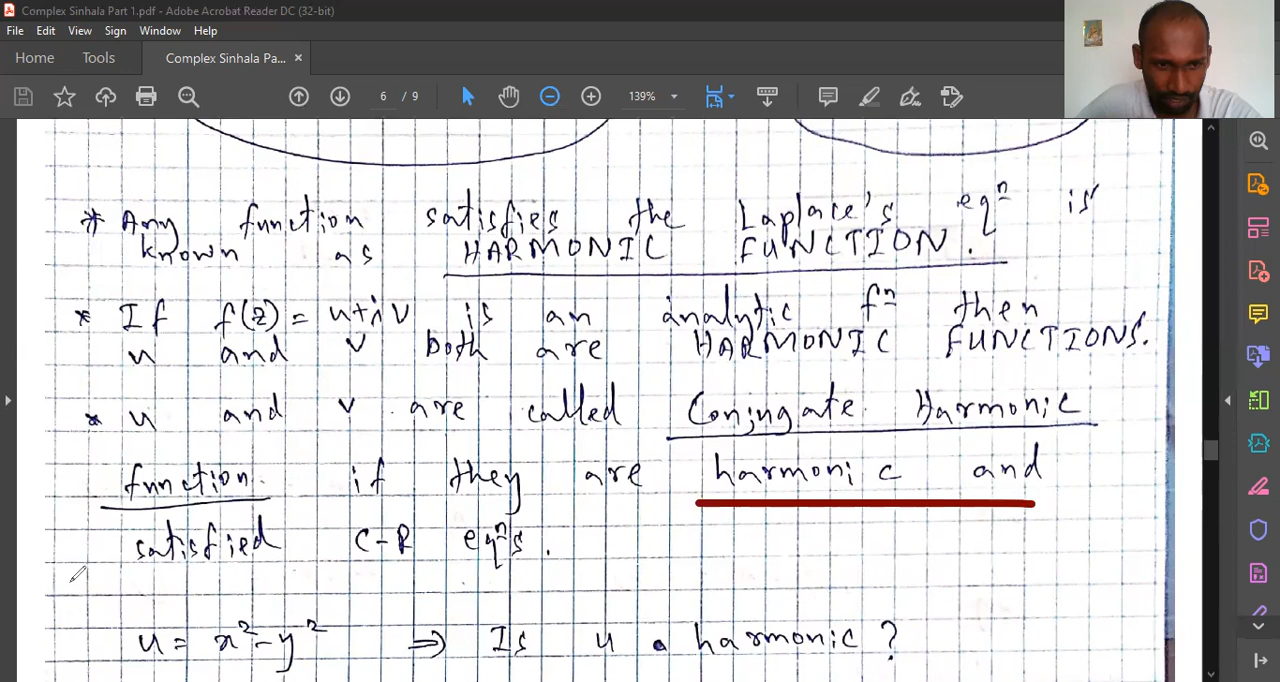 Complex Sinhala Part 1.pdf - Adobe Acrobat Reader DC (32-bit)
File Edit View Sign Window Help
Home Tools Complex Sinhala Pa... ×
6 / 9 139%
* Any function satisfies the Laplace's eqⁿ is
known as HARMONIC FUNCTION.
* If f(z) = u+iv is an analytic fⁿ then
u and v both are HARMONIC FUNCTIONS.
* u and v are called Conjugate Harmonic
function if they are harmonic and
satisfied C-R eqⁿs.
u = x² - y² ⇒ Is u harmonic?